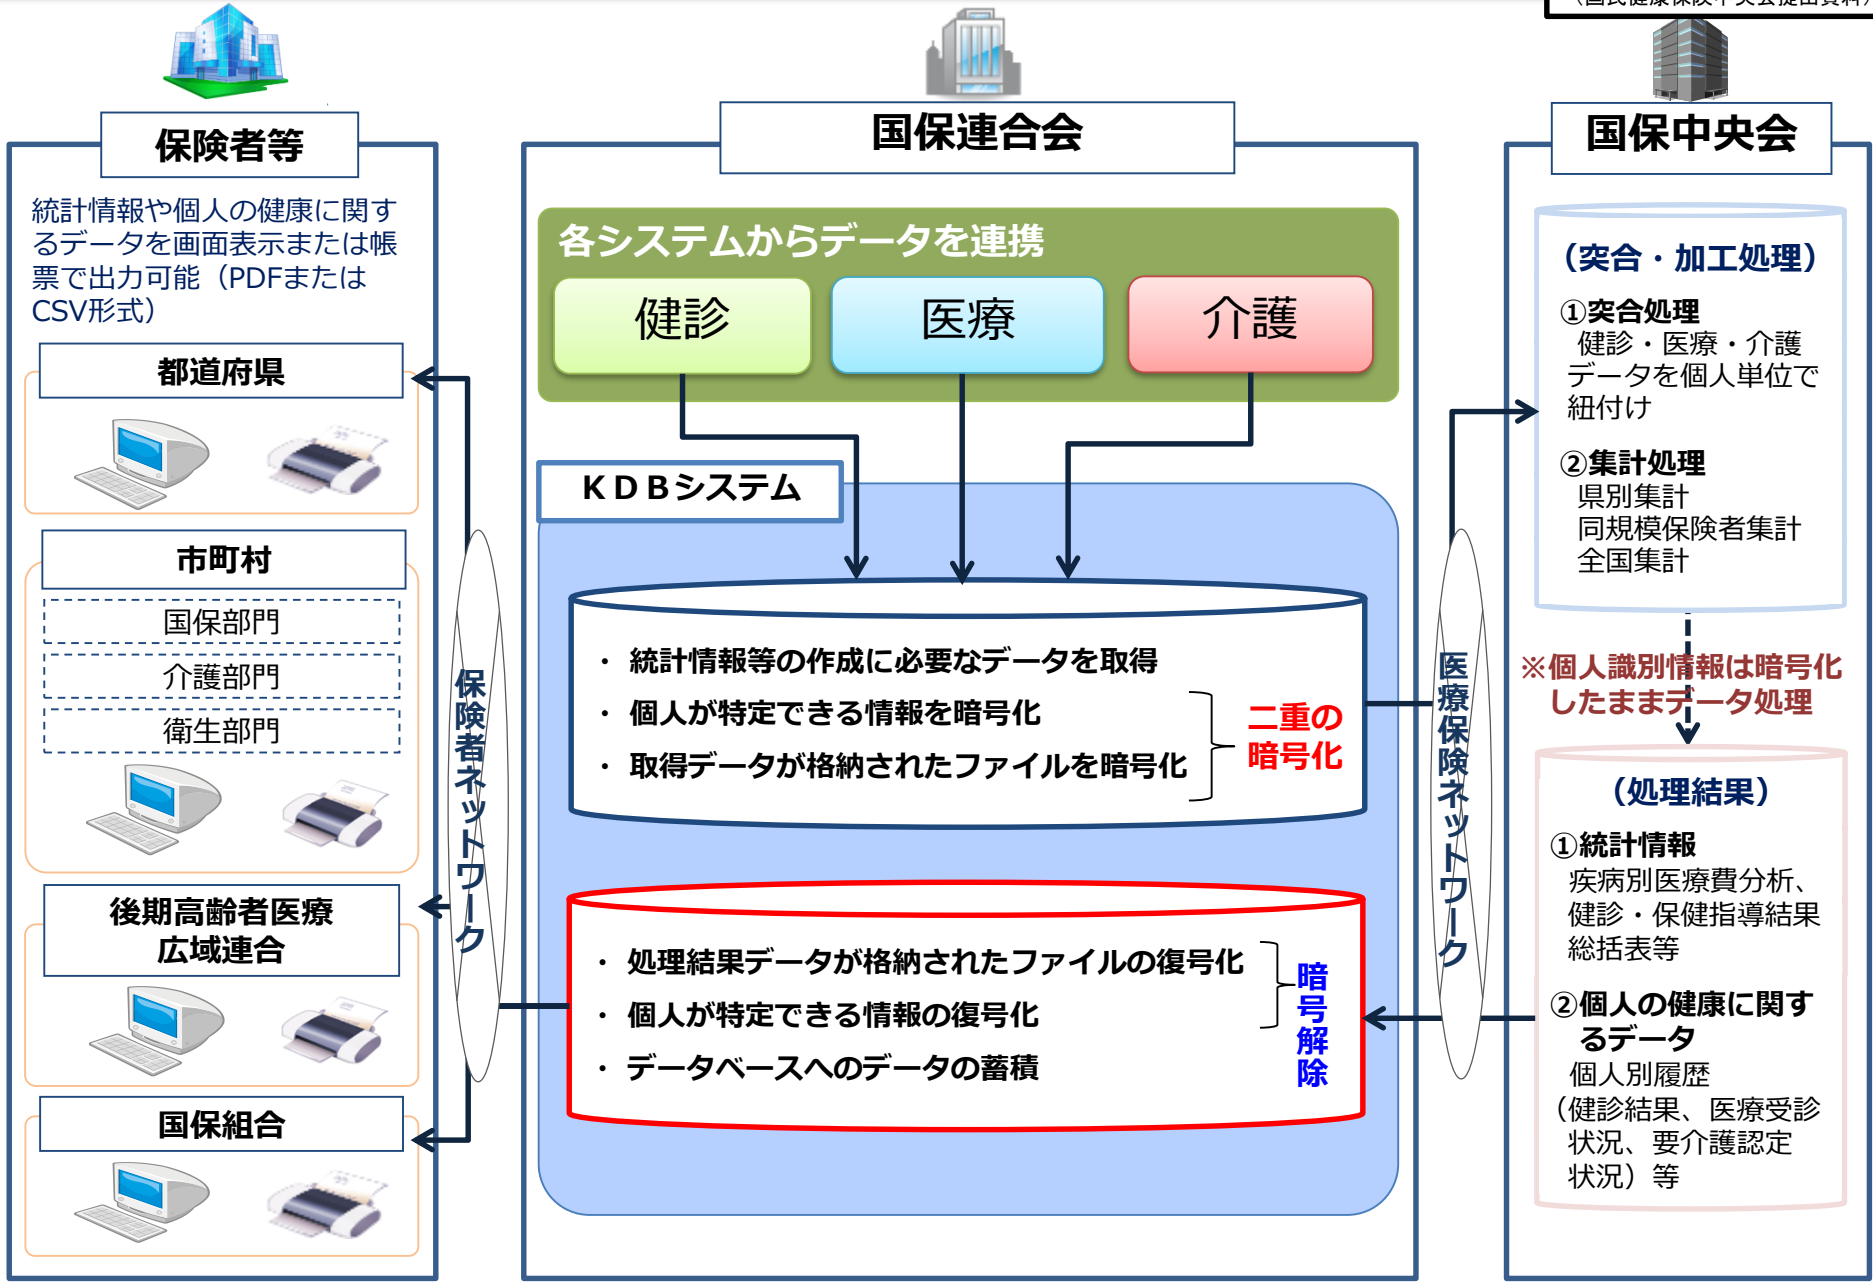 (国民健康保険中央会提出資料)
保険者等
統計情報や個人の健康に関す
るデータを画面表示または帳
票で出力可能（PDFまたは
CSV形式）
都道府県
市町村
国保部門
介護部門
衛生部門
後期高齢者医療
広域連合
国保組合
保険者ネットワーク
国保連合会
各システムからデータを連携
健診
医療
介護
ＫＤＢシステム
・ 統計情報等の作成に必要なデータを取得
・ 個人が特定できる情報を暗号化
・ 取得データが格納されたファイルを暗号化
二重の
暗号化
・ 処理結果データが格納されたファイルの復号化
・ 個人が特定できる情報の復号化
・ データベースへのデータの蓄積
暗号解除
医療保険ネットワーク
国保中央会
（突合・加工処理）
①突合処理
健診・医療・介護
データを個人単位で
紐付け
②集計処理
県別集計
同規模保険者集計
全国集計
※個人識別情報は暗号化
したままデータ処理
（処理結果）
①統計情報
疾病別医療費分析、
健診・保健指導結果
総括表等
②個人の健康に関す
るデータ
個人別履歴
（健診結果、医療受診
状況、要介護認定
状況）等